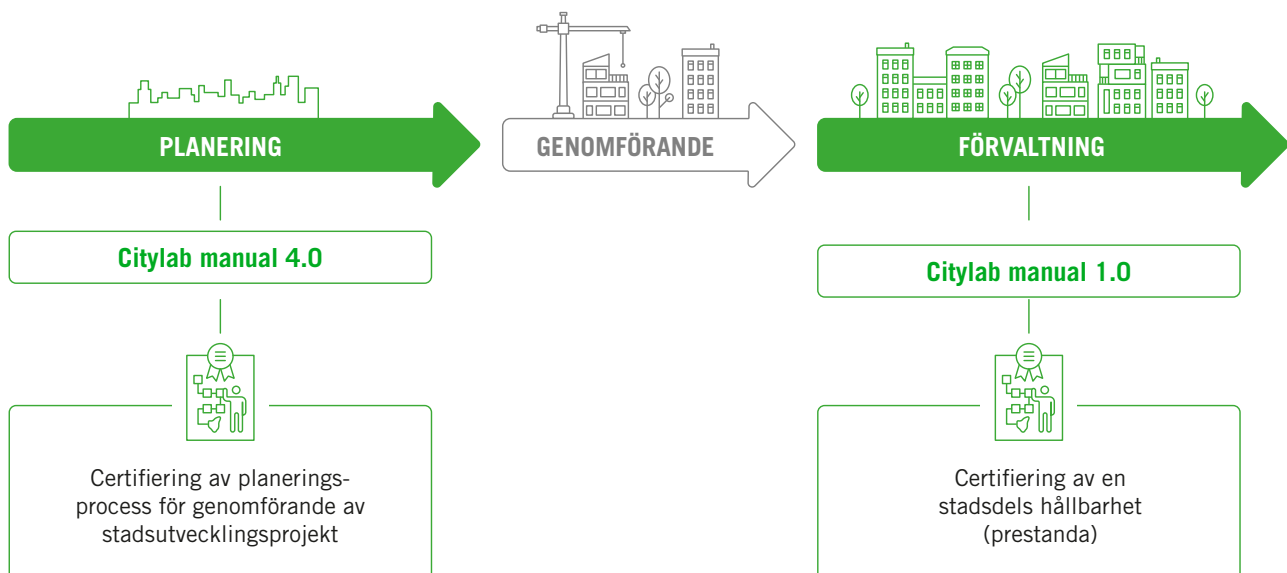 PLANERING
GENOMFÖRANDE
FÖRVALTNING
Citylab manual 4.0
Citylab manual 1.0
Certifiering av planerings-
process för genomförande av
stadsutvecklingsprojekt
Certifiering av en
stadsdels hållbarhet
(prestanda)